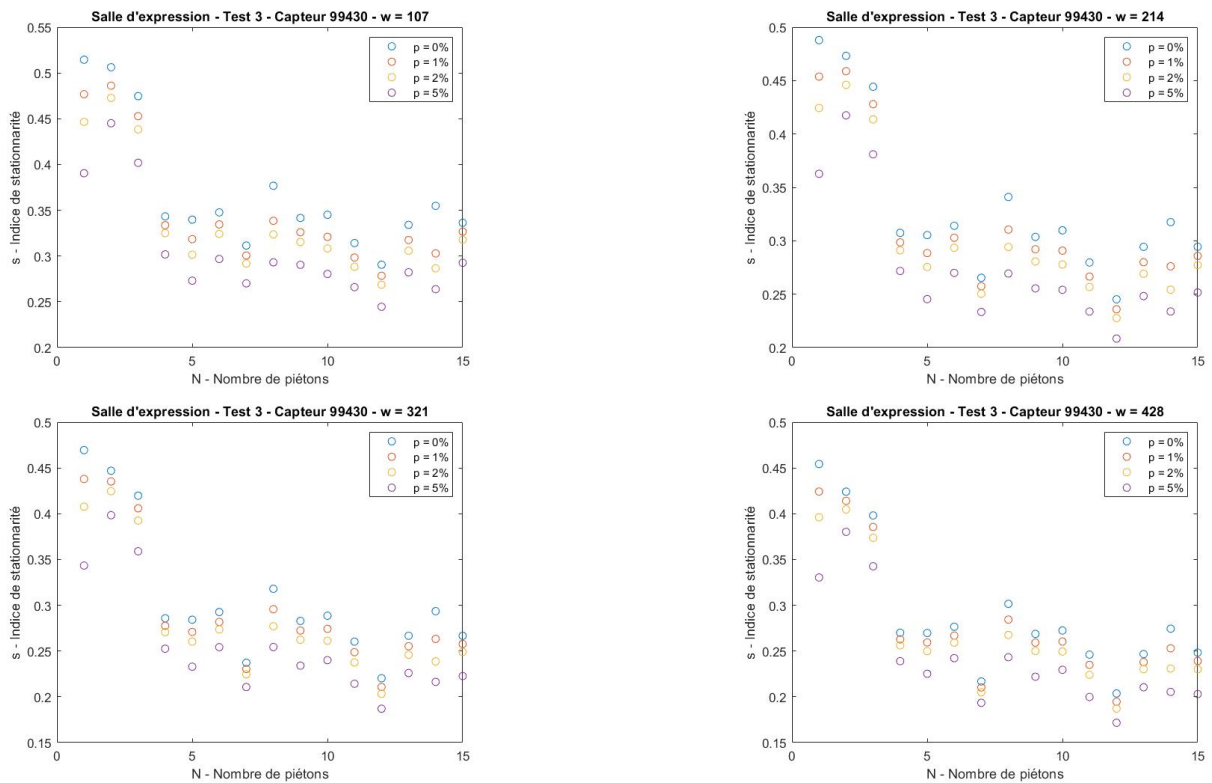 Salle d'expression - Test 3 - Capteur 99430 - w = 107
0.55
0.5
0.45
0.4
0.35
0.3
0.25
0.2
s - Indice de stationnarité
p = 0%
p = 1%
p = 2%
p = 5%
0 5 10 15
N - Nombre de piétons
Salle d'expression - Test 3 - Capteur 99430 - w = 214
0.5
0.45
0.4
0.35
0.3
0.25
0.2
s - Indice de stationnarité
p = 0%
p = 1%
p = 2%
p = 5%
0 5 10 15
N - Nombre de piétons
Salle d'expression - Test 3 - Capteur 99430 - w = 321
0.5
0.45
0.4
0.35
0.3
0.25
0.2
0.15
s - Indice de stationnarité
p = 0%
p = 1%
p = 2%
p = 5%
0 5 10 15
N - Nombre de piétons
Salle d'expression - Test 3 - Capteur 99430 - w = 428
0.5
0.45
0.4
0.35
0.3
0.25
0.2
0.15
s - Indice de stationnarité
p = 0%
p = 1%
p = 2%
p = 5%
0 5 10 15
N - Nombre de piétons